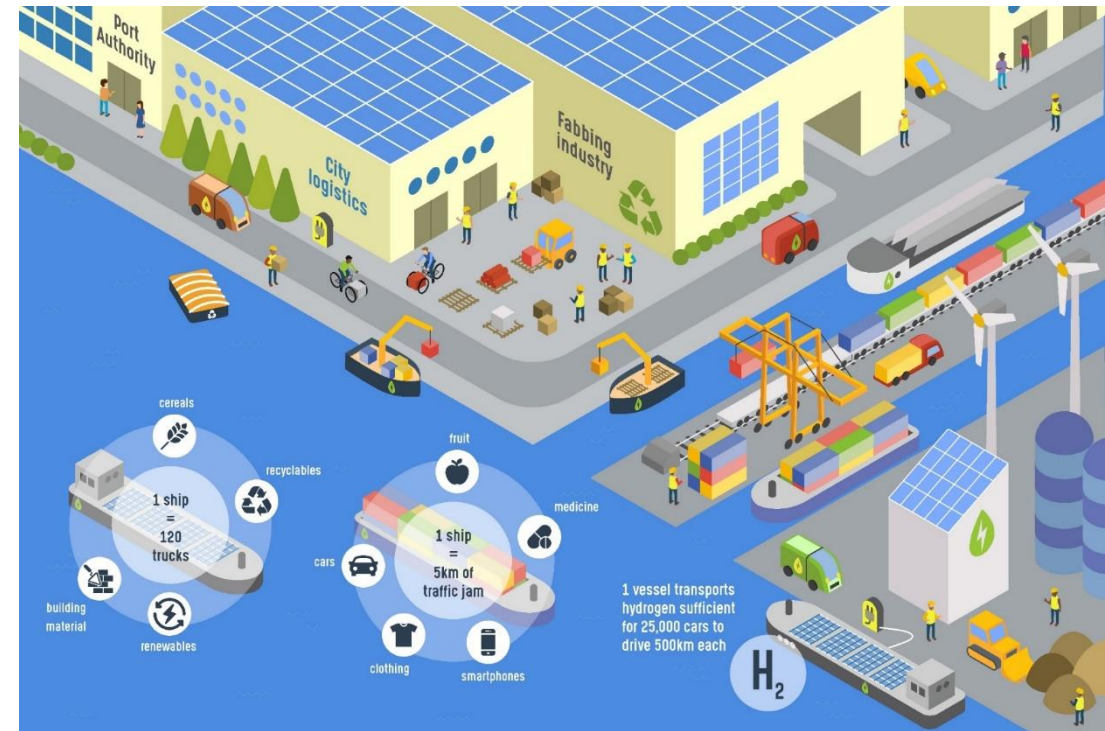 Port
Authority
City
logistics
Fabbing
industry
cereals
recyclables
1 ship
=
120
trucks
building
material
renewables
fruit
medicine
cars
1 ship
=
5km of
traffic jam
clothing
smartphones
1 vessel transports
hydrogen sufficient
for 25,000 cars to
drive 500km each
H₂